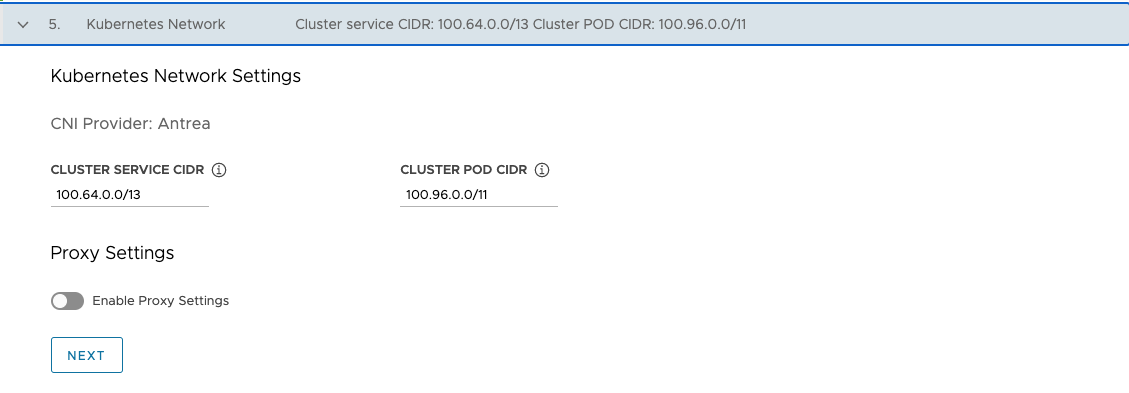 5. Kubernetes Network Cluster service CIDR: 100.64.0.0/13 Cluster POD CIDR: 100.96.0.0/11
Kubernetes Network Settings
CNI Provider: Antrea
CLUSTER SERVICE CIDR CLUSTER POD CIDR
100.64.0.0/13 100.96.0.0/11
Proxy Settings
Enable Proxy Settings
NEXT